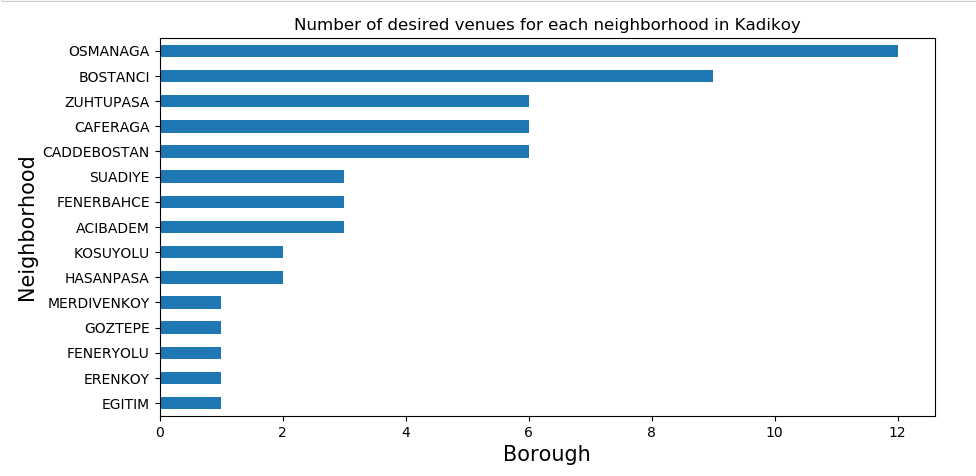 Number of desired venues for each neighborhood in Kadikoy
Neighborhood
OSMANAGA
BOSTANCI
ZUHTUPASA
CAFERAGA
CADDEBOSTAN
SUADIYE
FENERBAHCE
ACIBADEM
KOSUYOLU
HASANPASA
MERDIVENKOY
GOZTEPE
FENERYOLU
ERENKOY
EGITIM
0 2 4 6 8 10 12
Borough